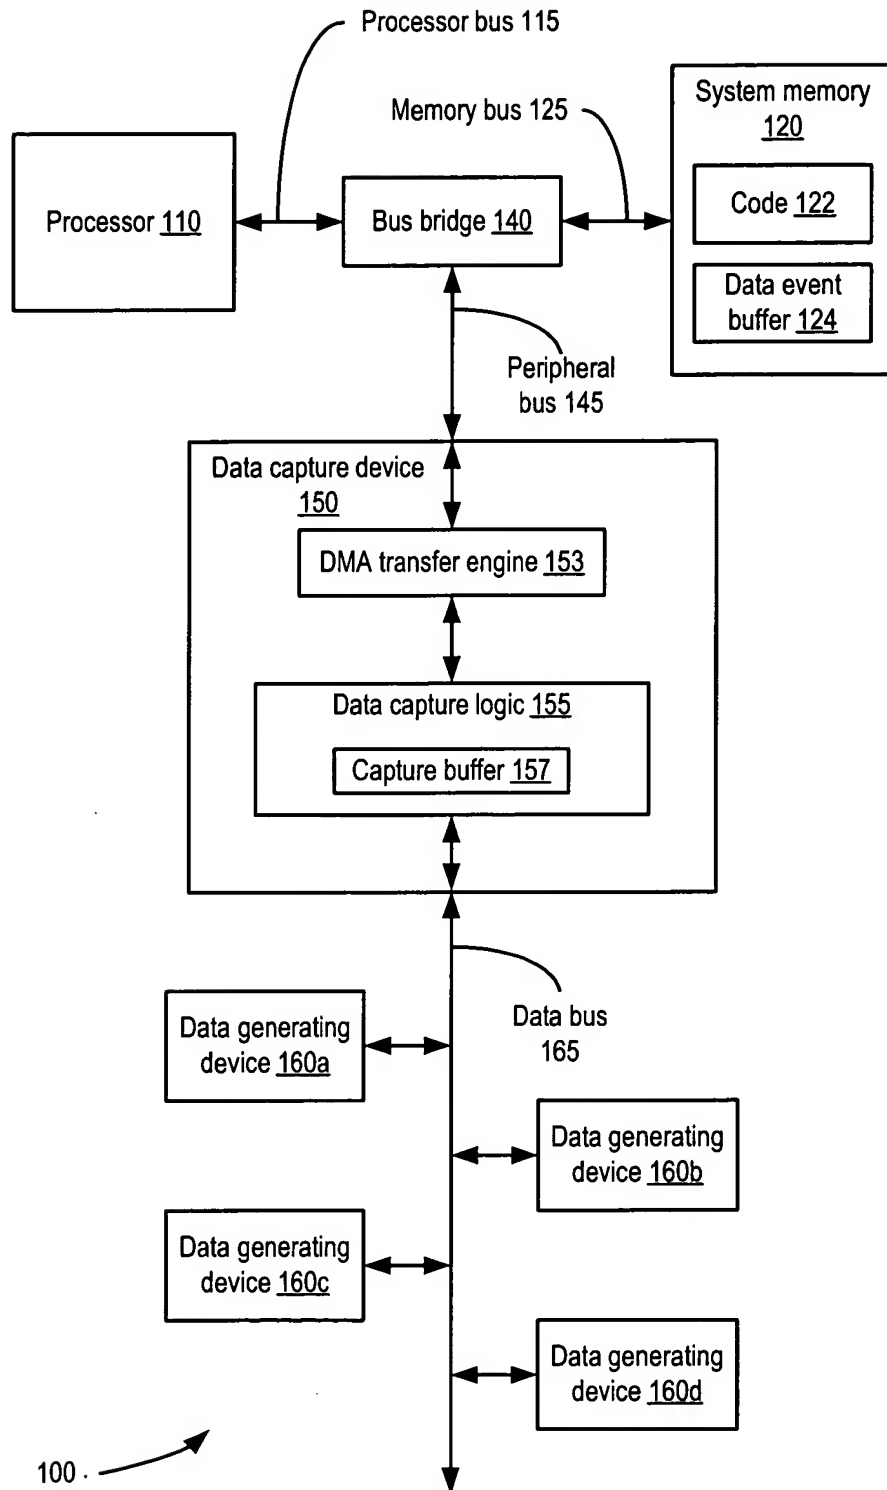 Processor bus 115
Memory bus 125
System memory
120
Processor 110
Bus bridge 140
Code 122
Data event
buffer 124
Peripheral
bus 145
Data capture device
150
DMA transfer engine 153
Data capture logic 155
Capture buffer 157
Data bus
165
Data generating
device 160a
Data generating
device 160b
Data generating
device 160c
Data generating
device 160d
100